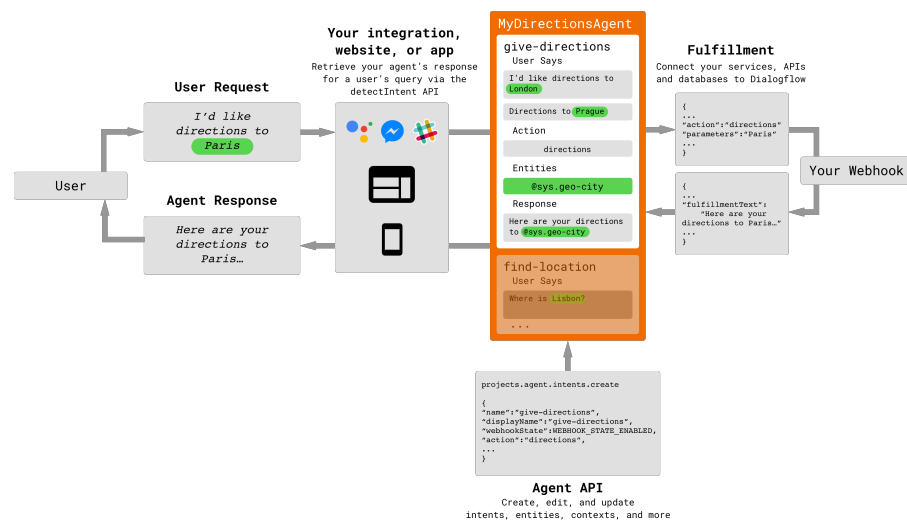 User
User Request
I'd like
directions to
Paris
Agent Response
Here are your
directions to
Paris…
Your integration,
website, or app
Retrieve your agent's response
for a user's query via the
detectIntent API
MyDirectionsAgent
give-directions
User Says
I'd like directions to
London
Directions to Prague
Action
directions
Entities
@sys.geo-city
Response
Here are your directions
to @sys.geo-city
find-location
User Says
Where is Lisbon?
...
Fulfillment
Connect your services, APIs
and databases to Dialogflow
{
...
"action":"directions"
"parameters":"Paris"
...
}
Your Webhook
{
...
"fulfillmentText":
"Here are your
directions to Paris…"
...
}
projects.agent.intents.create
{
"name":"give-directions",
"displayName":"give-directions",
"webhookState":WEBHOOK_STATE_ENABLED,
"action":"directions",
...
}
Agent API
Create, edit, and update
intents, entities, contexts, and more